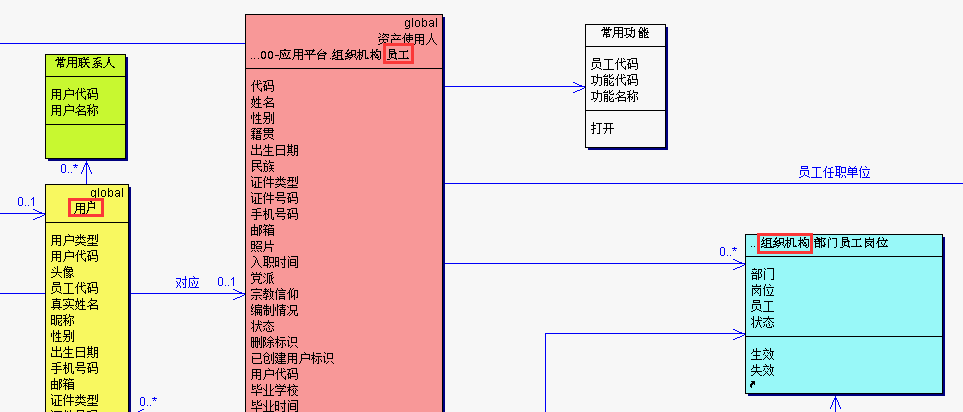 常用联系人
用户代码
用户名称
0..*
0..1
global
用户
用户类型
用户代码
头像
员工代码
真实姓名
昵称
性别
出生日期
手机号码
邮箱
证件类型
0..*
对应
0..1
global
资产使用人
...00-应用平台.组织机构.员工
代码
姓名
性别
籍贯
出生日期
民族
证件类型
证件号码
手机号码
邮箱
照片
入职时间
党派
宗教信仰
编制情况
状态
删除标识
已创建用户标识
用户代码
毕业学校
毕业时间
常用功能
员工代码
功能代码
功能名称
打开
员工任职单位
0..*
..组织机构.部门员工岗位
部门
岗位
员工
状态
生效
失效